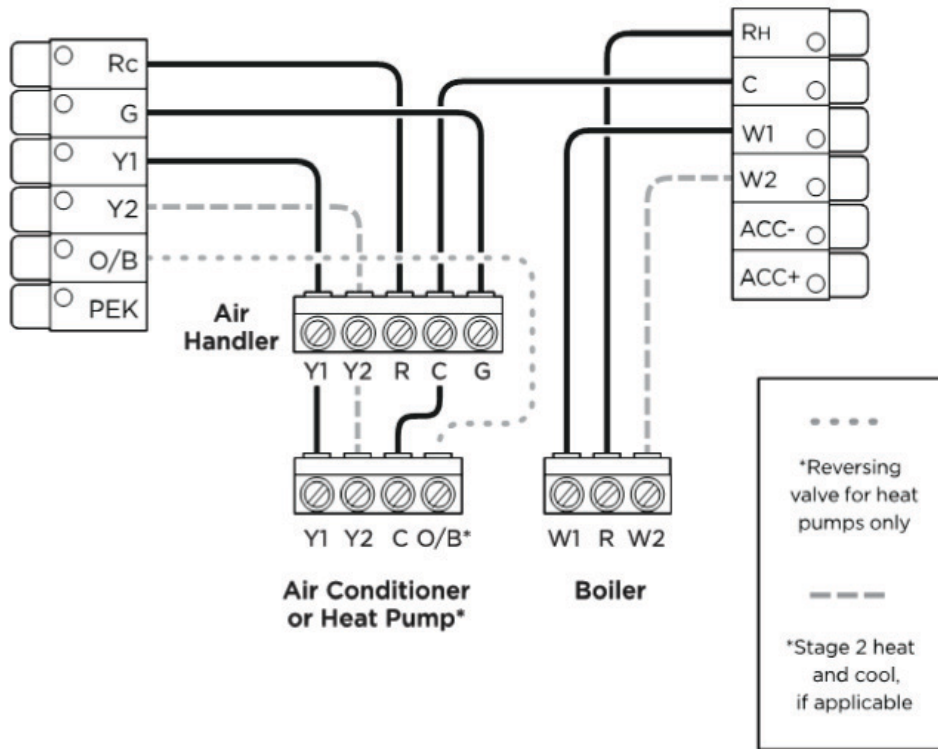 Rc
G
Y1
Y2
O/B
PEK
RH
C
W1
W2
ACC-
ACC+
Air
Handler
Y1 Y2 R C G
Y1 Y2 C O/B*
Air Conditioner
or Heat Pump*
W1 R W2
Boiler
*Reversing
valve for heat
pumps only
*Stage 2 heat
and cool,
if applicable